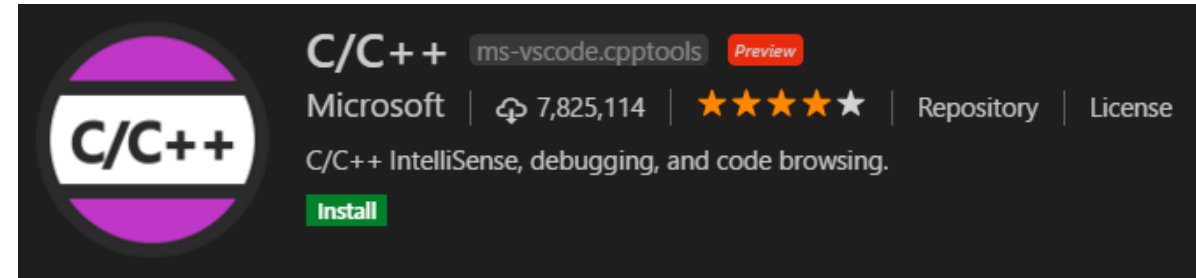 C/C++
C/C++ ms-vscode.cpptools Preview
Microsoft 7,825,114 Repository License
C/C++ IntelliSense, debugging, and code browsing.
Install